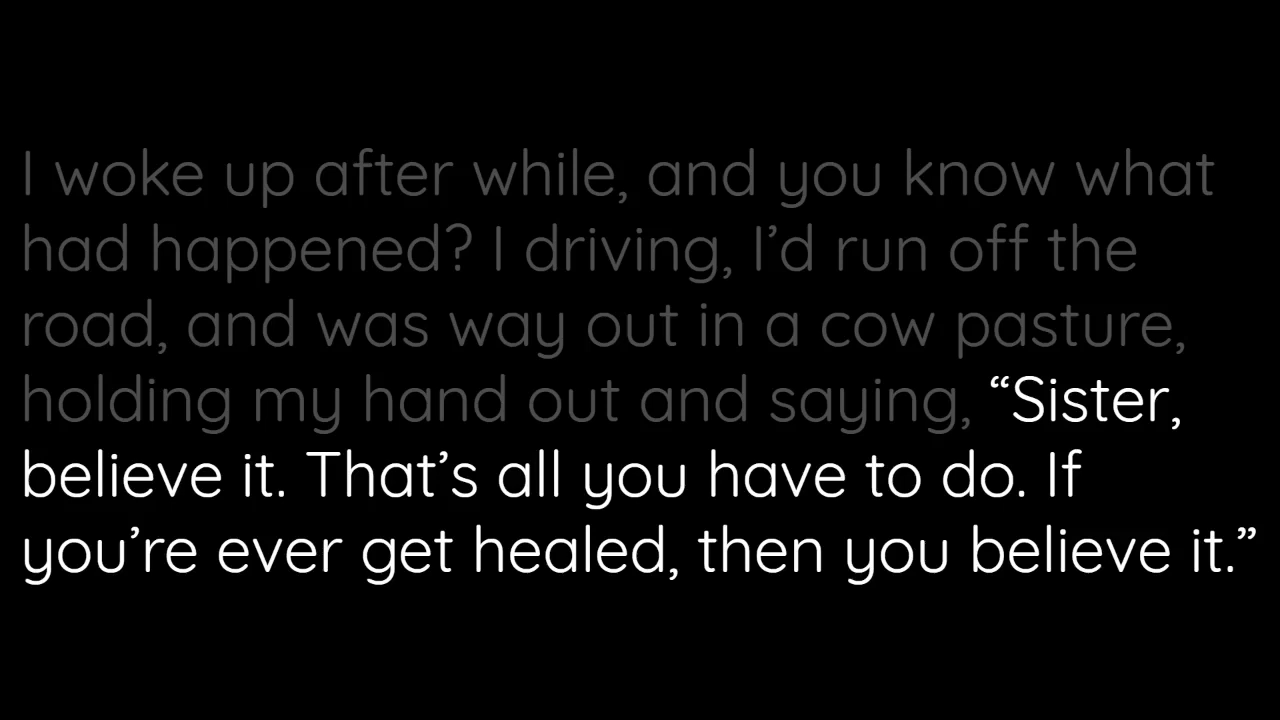 I woke up after while, and you know what
had happened? I driving, I’d run off the
road, and was way out in a cow pasture,
holding my hand out and saying, “Sister,
believe it. That’s all you have to do. If
you’re ever get healed, then you believe it.”